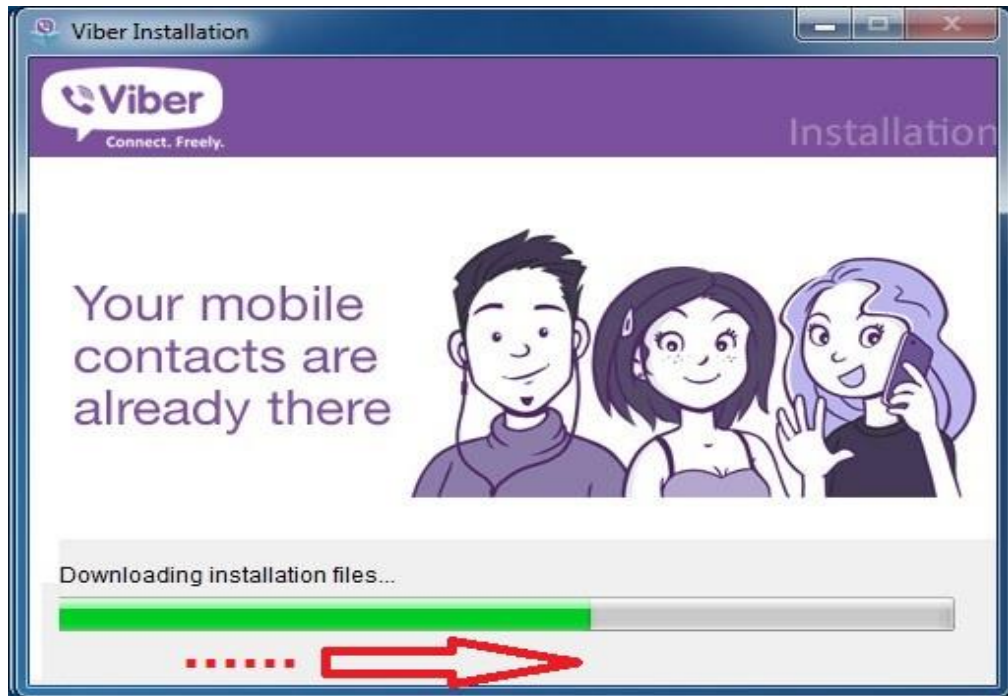 Viber Installation
Viber
Connect. Freely.
Installation
Your mobile
contacts are
already there
Downloading installation files...